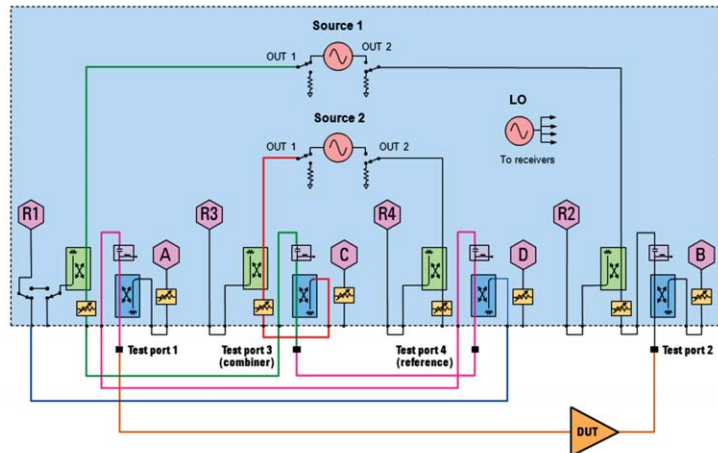 Source 1
OUT 1
OUT 2
LO
Source 2
OUT 1
OUT 2
To receivers
R1
R3
R4
R2
A
C
D
B
Test port 1
Test port 3
(combiner)
Test port 4
(reference)
Test port 2
DUT